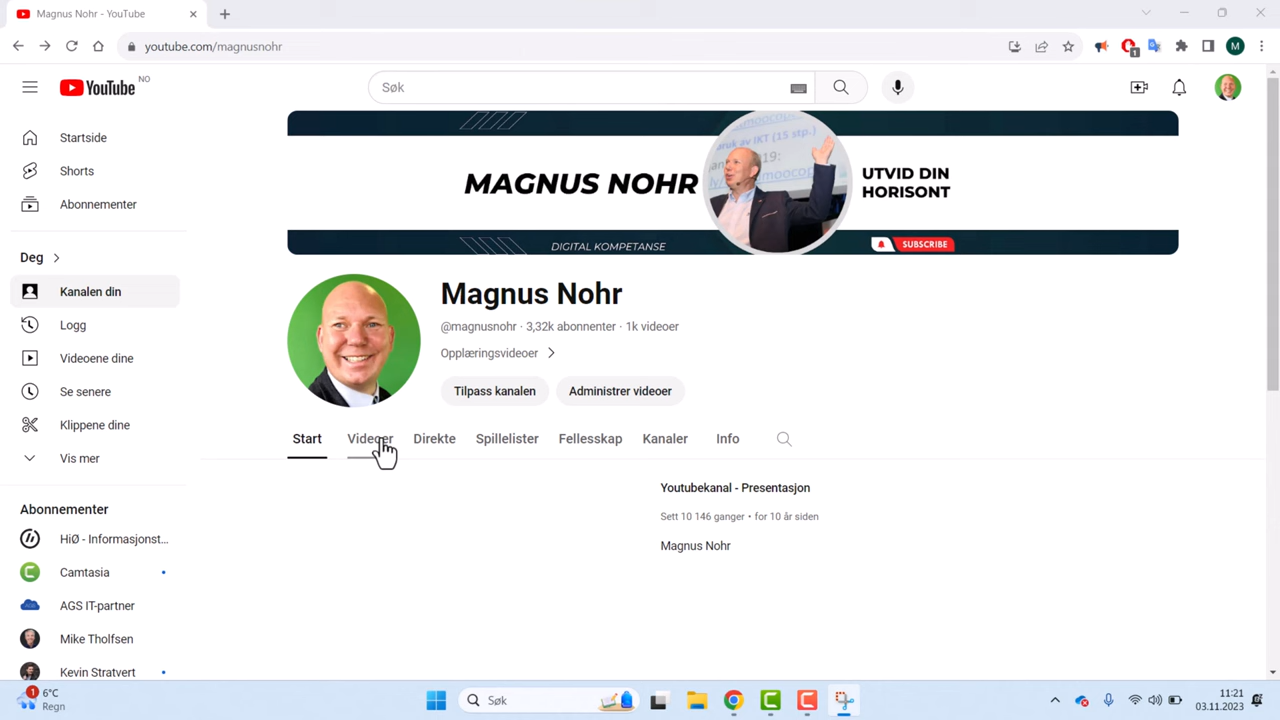 Magnus Nohr - YouTube
youtube.com/magnusnohr
1
M
YouTube NO
Søk
Startside
Shorts
Abonnementer
Deg
Kanalen din
Logg
Videoene dine
Se senere
Klippene dine
Vis mer
Abonnementer
HiØ - Informasjonst...
Camtasia
AGS IT-partner
Mike Tholfsen
Kevin Stratvert
MAGNUS NOHR
UTVID DIN
HORISONT
DIGITAL KOMPETANSE
SUBSCRIBE
Magnus Nohr
@magnusnohr · 3,32k abonnenter · 1k videoer
Opplæringsvideoer
Tilpass kanalen
Administrer videoer
Start Videoer Direkte Spillelister Fellesskap Kanaler Info
Youtubekanal - Presentasjon
Sett 10 146 ganger • for 10 år siden
Magnus Nohr
1
6°C
Regn
Søk
11:21
03.11.2023